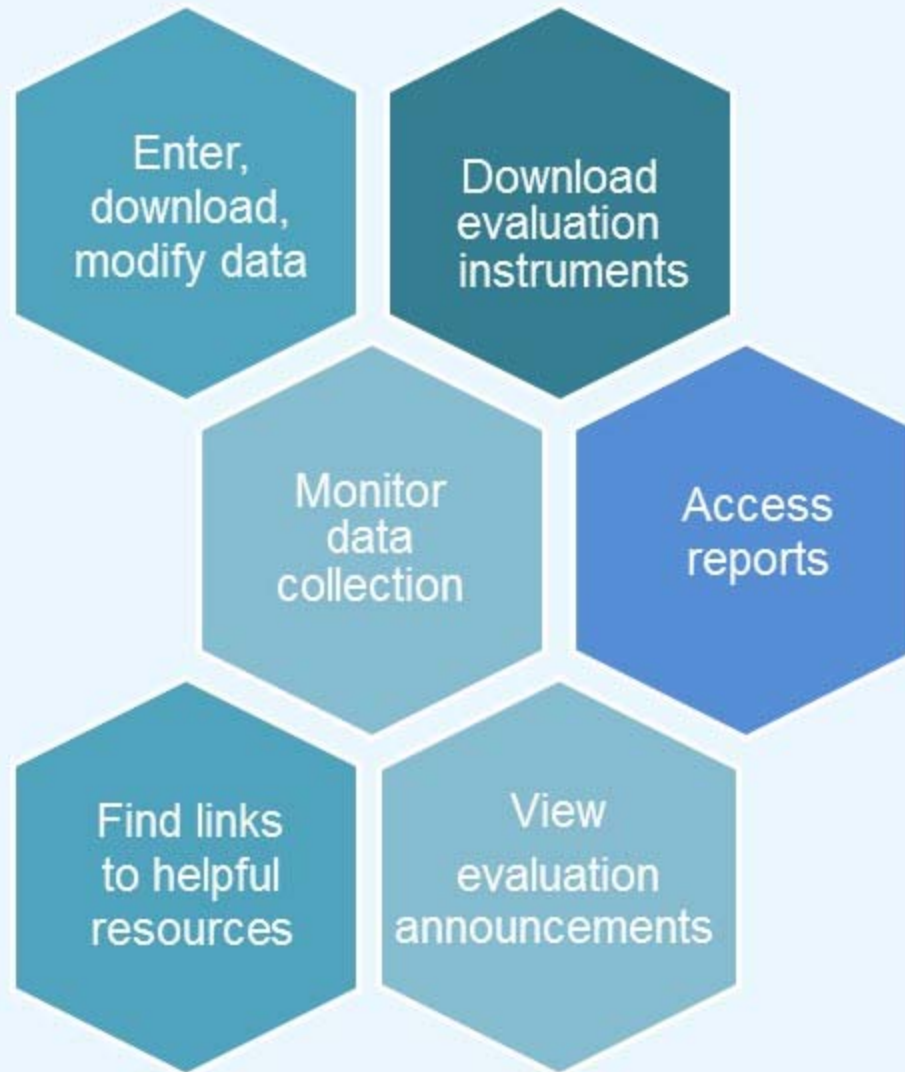 Enter,
download,
modify data
Download
evaluation
instruments
Monitor
data
collection
Access
reports
Find links
to helpful
resources
View
evaluation
announcements